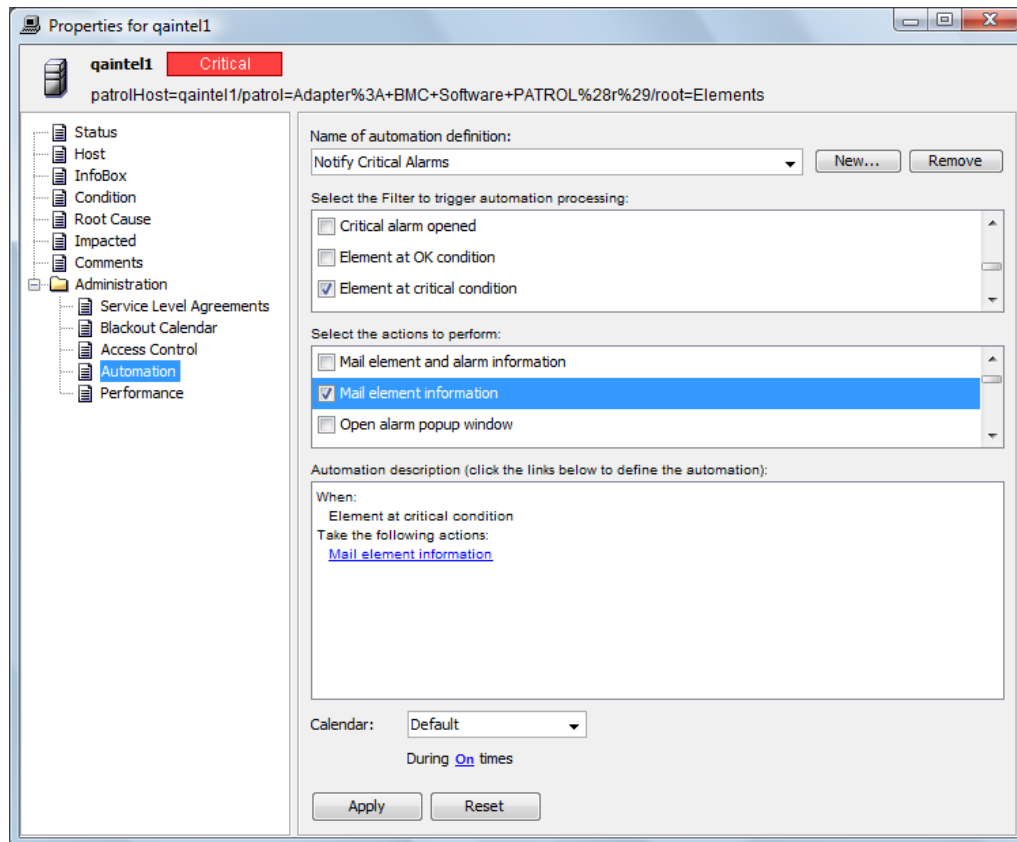 Properties for qaintel1
qaintel1 Critical
patrolHost=qaintel1/patrol=Adapter%3A+BMC+Software+PATROL%28r%29/root=Elements
Status
Host
InfoBox
Condition
Root Cause
Impacted
Comments
Administration
Service Level Agreements
Blackout Calendar
Access Control
Automation
Performance
Name of automation definition:
Notify Critical Alarms New... Remove
Select the Filter to trigger automation processing:
Critical alarm opened
Element at OK condition
Element at critical condition
Select the actions to perform:
Mail element and alarm information
Mail element information
Open alarm popup window
Automation description (click the links below to define the automation):
When:
Element at critical condition
Take the following actions:
Mail element information
Calendar: Default
During On times
Apply Reset